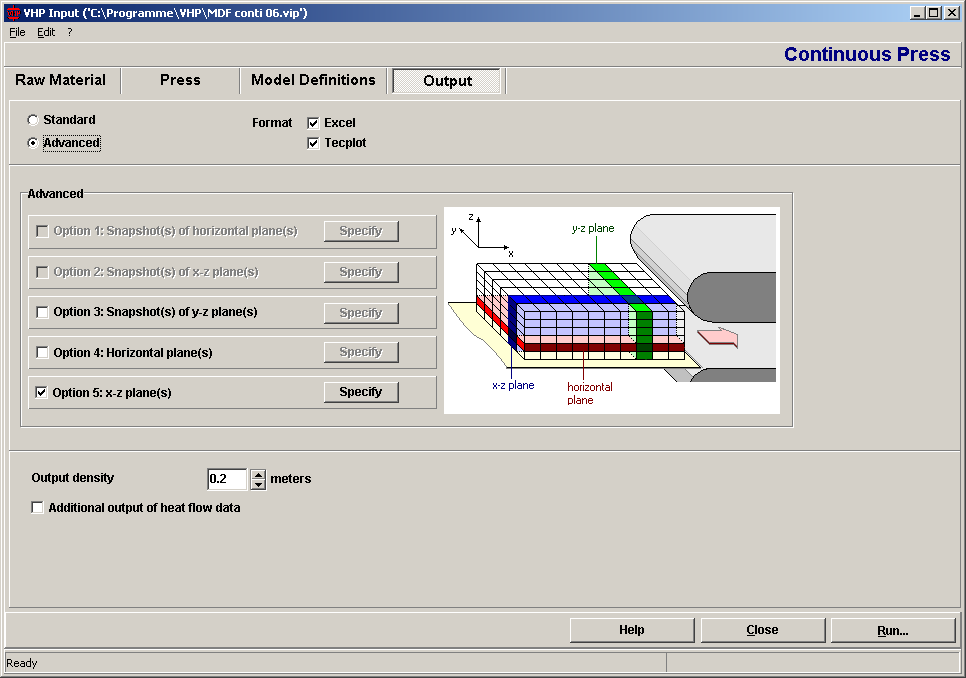 VHP Input ('C:\Programme\VHP\MDF conti 06.vip')
File Edit ?
Continuous Press
Raw Material Press Model Definitions Output
Standard Format Excel
Advanced Tecplot
Advanced
Option 1: Snapshot(s) of horizontal plane(s) Specify
Option 2: Snapshot(s) of x-z plane(s) Specify
Option 3: Snapshot(s) of y-z plane(s) Specify
Option 4: Horizontal plane(s) Specify
Option 5: x-z plane(s) Specify
z
y
x
y-z plane
x-z plane
horizontal
plane
Output density 0.2 meters
Additional output of heat flow data
Help Close Run...
Ready